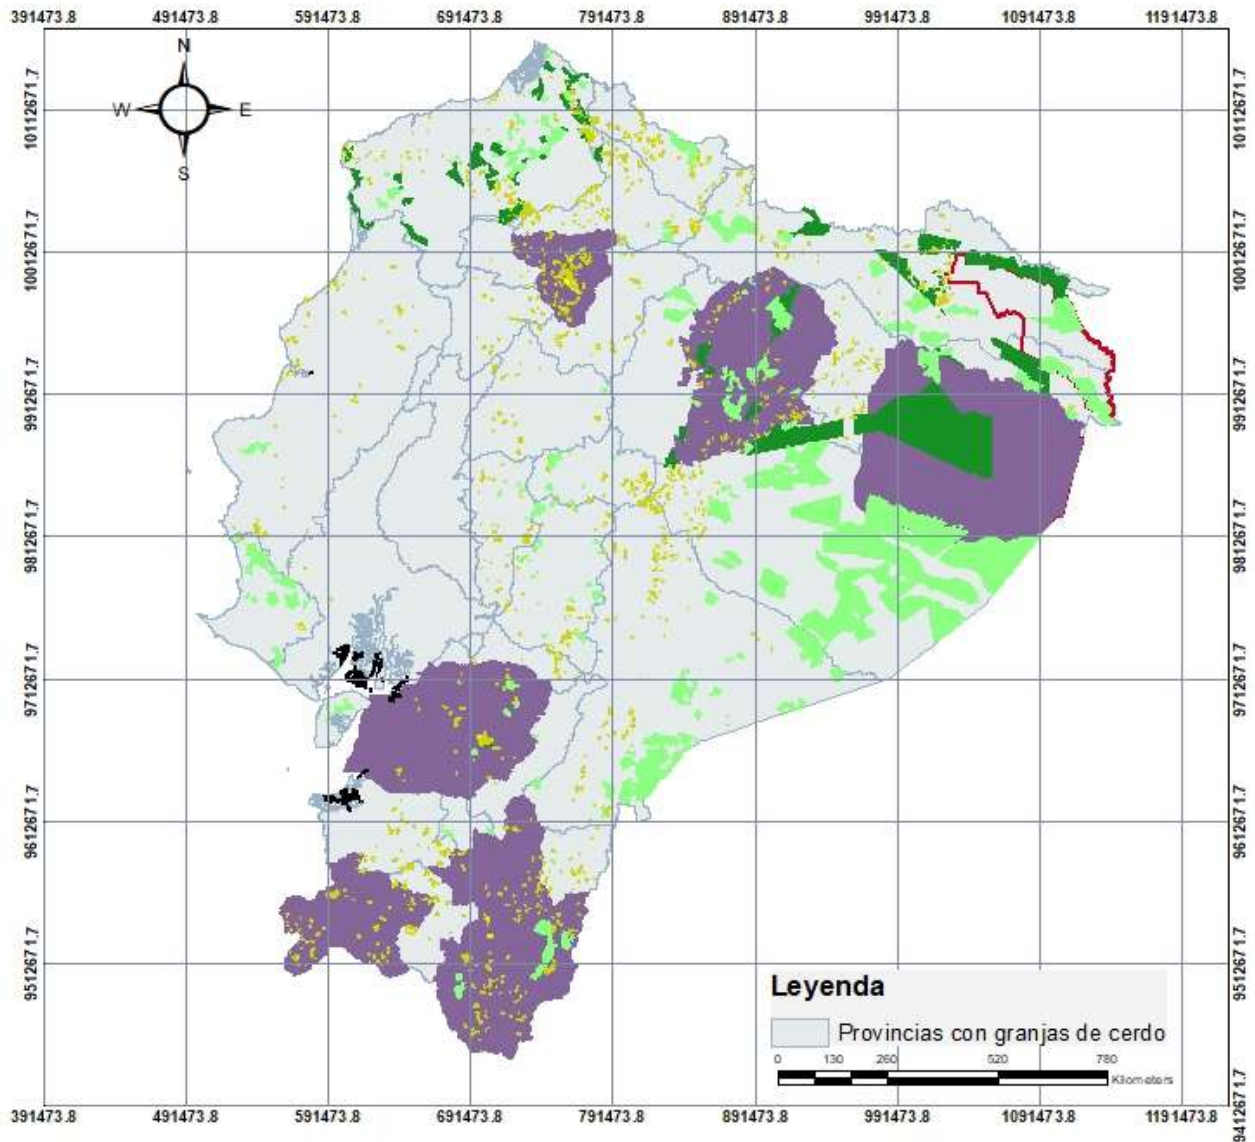 391473.8 491473.8 591473.8 691473.8 791473.8 891473.8 991473.8 1091473.8 1191473.8
N
W E
S
10112671.7 10112671.7
10012671.7 10012671.7
9912671.7 9912671.7
9812671.7 9812671.7
9712671.7 9712671.7
9612671.7 9612671.7
9512671.7 9512671.7
9412671.7 9412671.7
Leyenda
Provincias con granjas de cerdo
0 130 260 520 780
Kilometers
391473.8 491473.8 591473.8 691473.8 791473.8 891473.8 991473.8 1091473.8 1191473.8